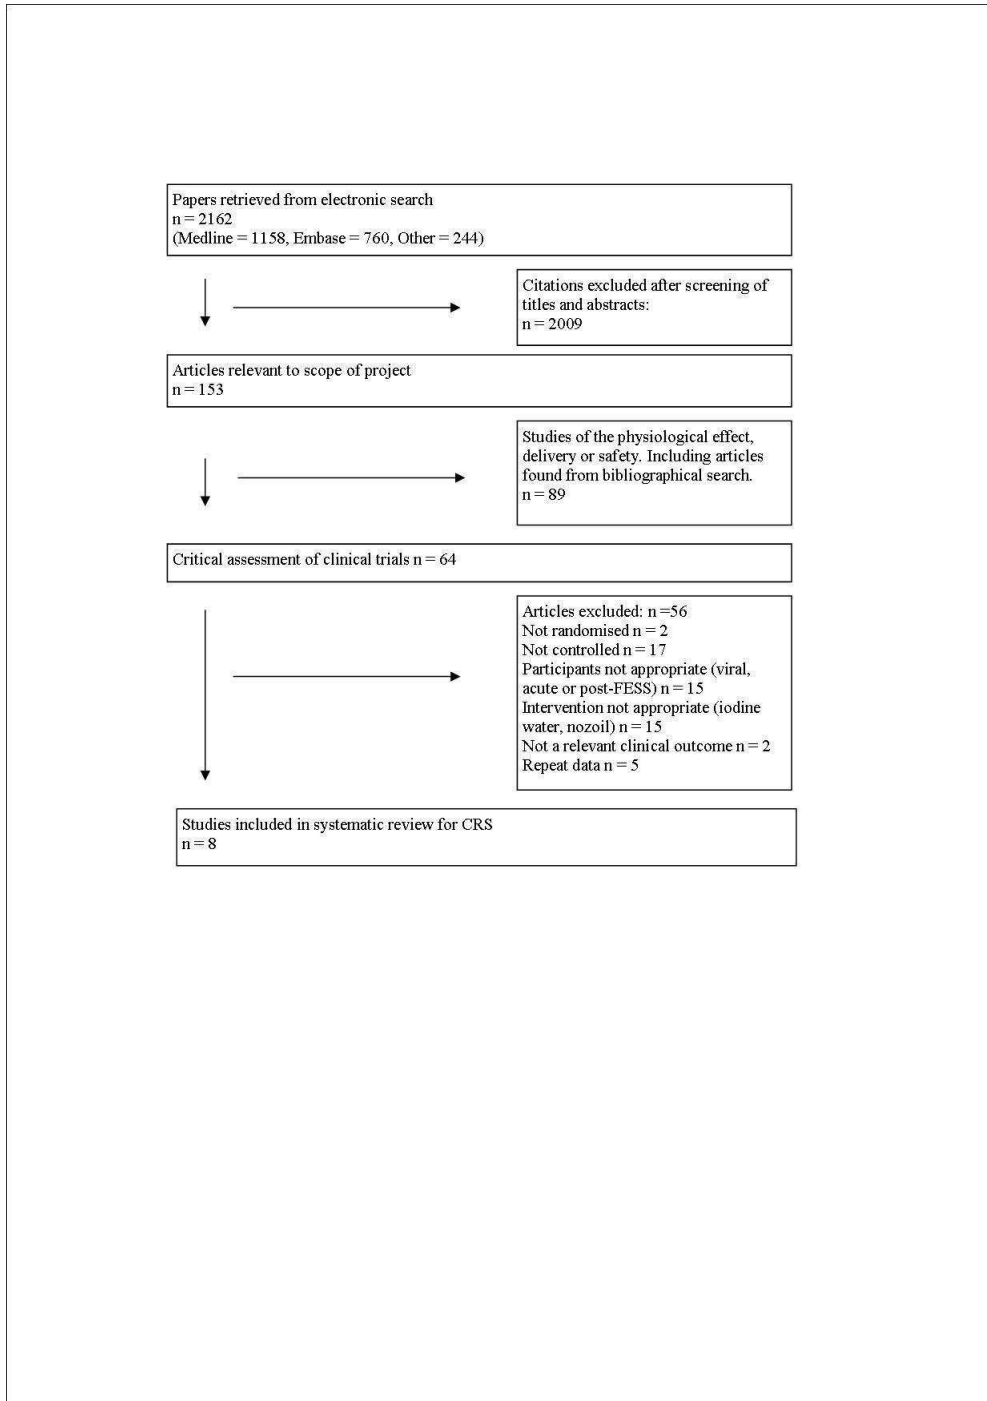 Papers retrieved from electronic search
n = 2162
(Medline = 1158, Embase = 760, Other = 244)
Citations excluded after screening of
titles and abstracts:
n = 2009
Articles relevant to scope of project
n = 153
Studies of the physiological effect,
delivery or safety. Including articles
found from bibliographical search.
n = 89
Critical assessment of clinical trials n = 64
Articles excluded: n =56
Not randomised n = 2
Not controlled n = 17
Participants not appropriate (viral,
acute or post-FESS) n = 15
Intervention not appropriate (iodine
water, nozoil) n = 15
Not a relevant clinical outcome n = 2
Repeat data n = 5
Studies included in systematic review for CRS
n = 8